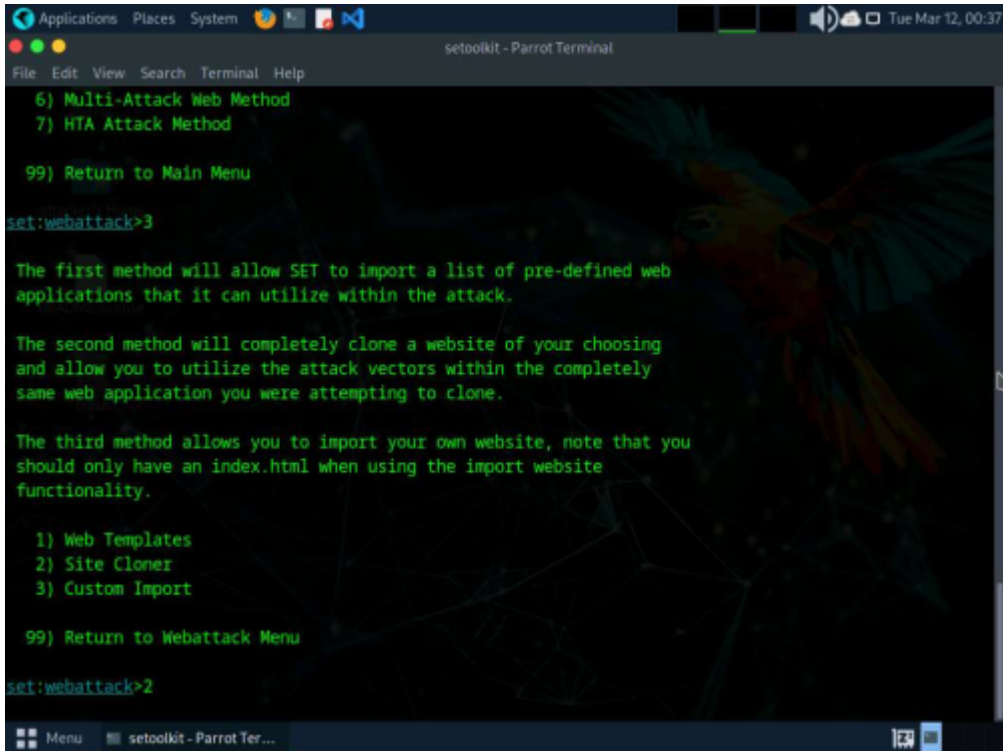 Applications Places System Tue Mar 12, 00:37
setoolkit - Parrot Terminal
File Edit View Search Terminal Help
6) Multi-Attack Web Method
7) HTA Attack Method
99) Return to Main Menu
set:webattack>3
The first method will allow SET to import a list of pre-defined web
applications that it can utilize within the attack.
The second method will completely clone a website of your choosing
and allow you to utilize the attack vectors within the completely
same web application you were attempting to clone.
The third method allows you to import your own website, note that you
should only have an index.html when using the import website
functionality.
1) Web Templates
2) Site Cloner
3) Custom Import
99) Return to Webattack Menu
set:webattack>2
Menu setoolkit - Parrot Ter...